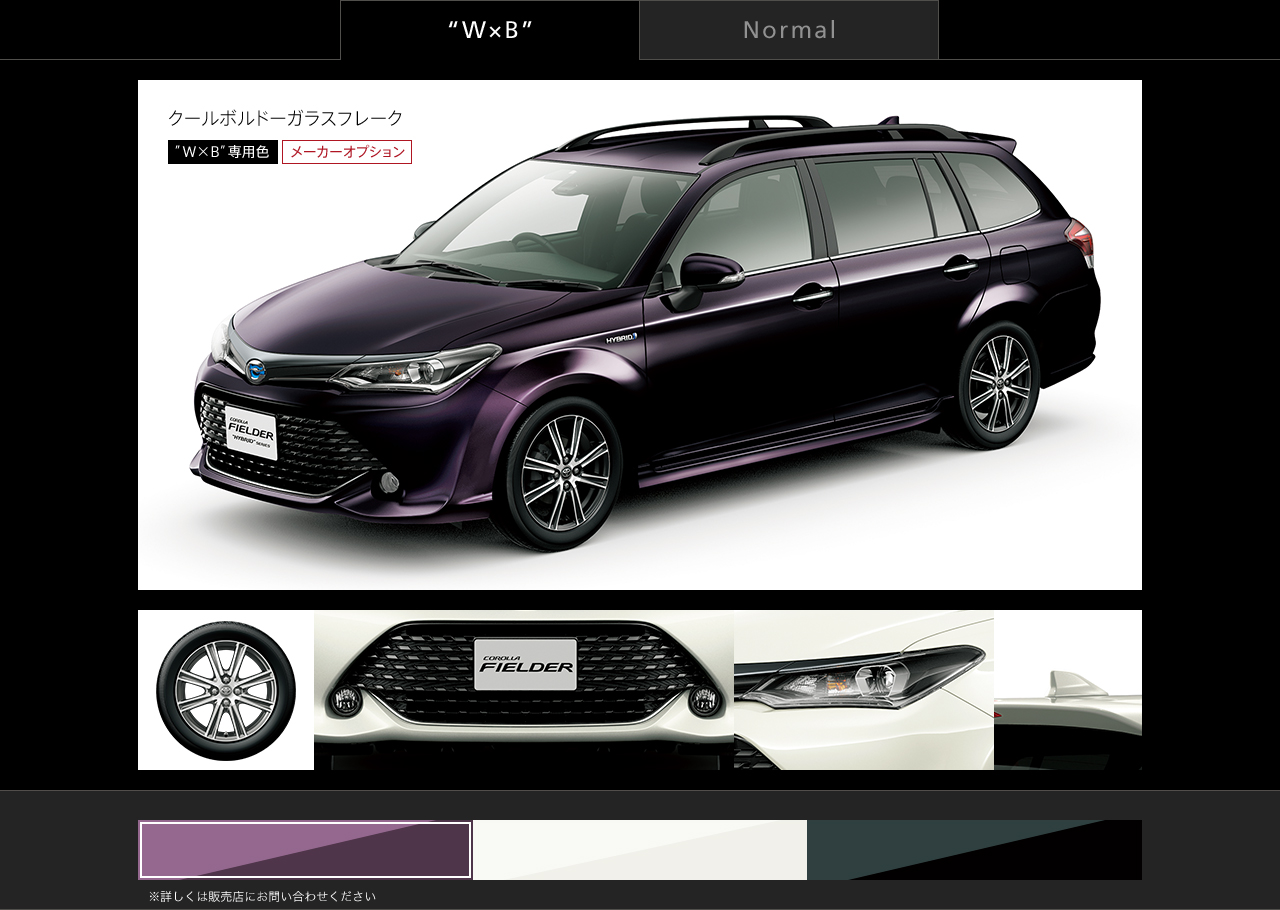 “W×B”
Normal
クールボルドーガラスフレーク
“W×B”専用色
メーカーオプション
HYBRID
COROLLA
FIELDER
“HYBRID” SERIES
COROLLA
FIELDER
※詳しくは販売店にお問い合わせください